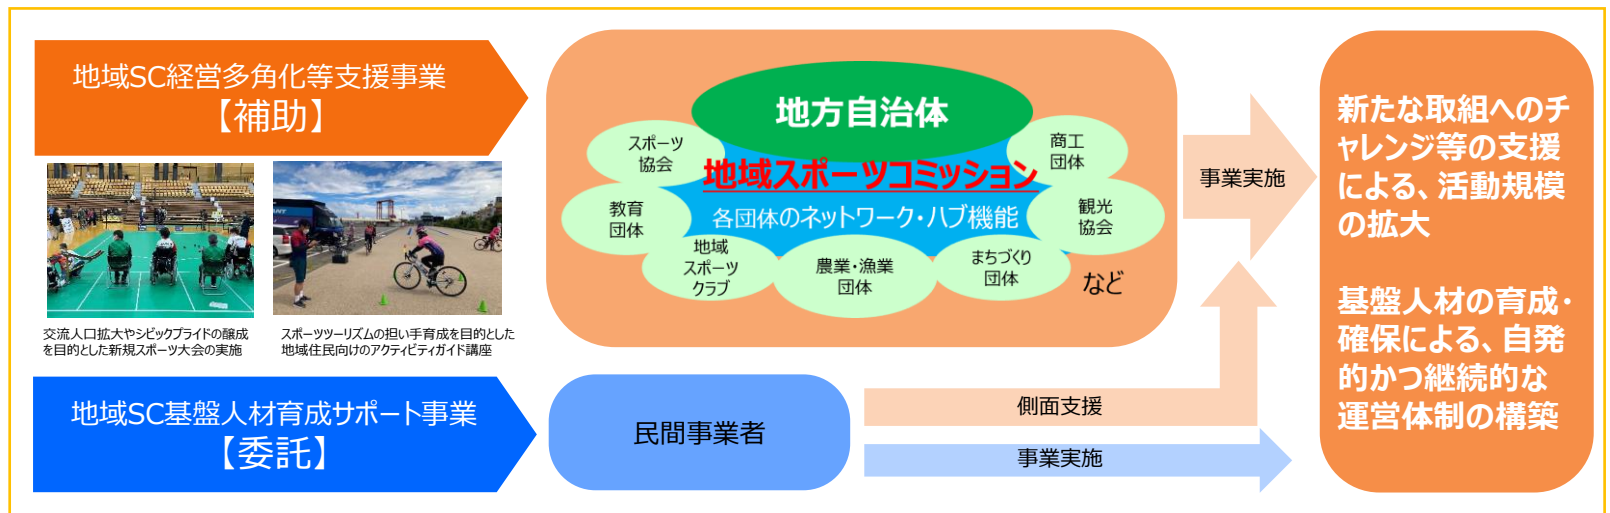 地域SC経営多角化等支援事業
【補助】
交流人口拡大やシビックプライドの醸成
を目的とした新規スポーツ大会の実施
スポーツツーリズムの担い手育成を目的とした
地域住民向けのアクティビティガイド講座
地方自治体
スポーツ
協会
商工
団体
地域スポーツコミッション
各団体のネットワーク・ハブ機能
教育
団体
観光
協会
地域
スポーツ
クラブ
農業・漁業
団体
まちづくり
団体
など
事業実施
新たな取組へのチ
ャレンジ等の支援
による、活動規模
の拡大
基盤人材の育成・
確保による、自発
的かつ継続的な
運営体制の構築
地域SC基盤人材育成サポート事業
【委託】
民間事業者
側面支援
事業実施